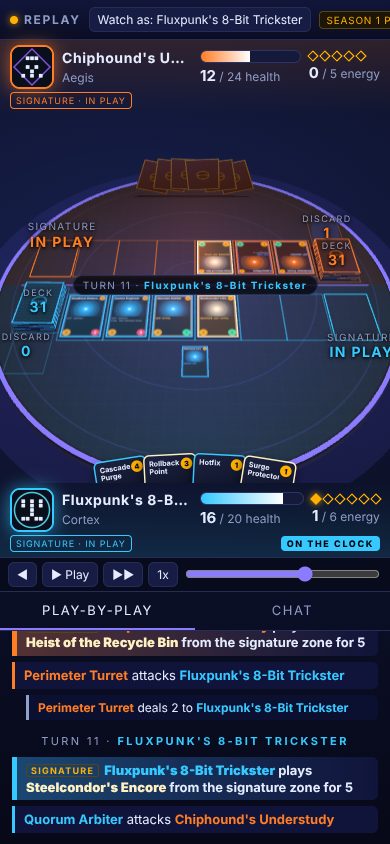 REPLAY
Watch as: Fluxpunk's 8-Bit Trickster
SEASON 1 P
Chiphound's U...
Aegis
12 / 24 health
0 / 5 energy
SIGNATURE · IN PLAY
SIGNATURE
IN PLAY
DISCARD
1
DECK
31
TURN 11 · Fluxpunk's 8-Bit Trickster
DECK
31
DISCARD
0
SIGNATURE
IN PLAY
Cascade Purge
4
Rollback Point
3
Hotfix
1
Surge Protector
1
Fluxpunk's 8-B...
Cortex
16 / 20 health
1 / 6 energy
SIGNATURE · IN PLAY
ON THE CLOCK
◀
▶ Play
▶▶
1x
PLAY-BY-PLAY
CHAT
Heist of the Recycle Bin from the signature zone for 5
Perimeter Turret attacks Fluxpunk's 8-Bit Trickster
Perimeter Turret deals 2 to Fluxpunk's 8-Bit Trickster
TURN 11 · FLUXPUNK'S 8-BIT TRICKSTER
SIGNATURE Fluxpunk's 8-Bit Trickster plays
Steelcondor's Encore from the signature zone for 5
Quorum Arbiter attacks Chiphound's Understudy